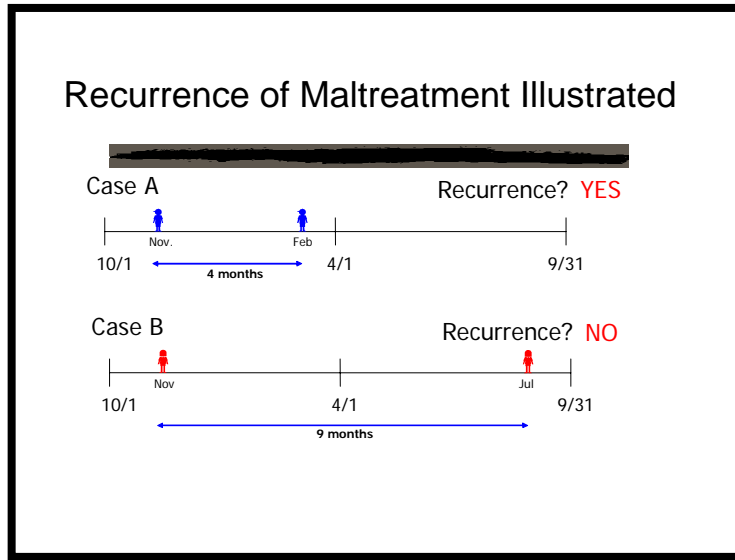 Recurrence of Maltreatment Illustrated
Case A
Recurrence? YES
Nov.
Feb
10/1
4/1
9/31
4 months
Case B
Recurrence? NO
Nov
Jul
10/1
4/1
9/31
9 months